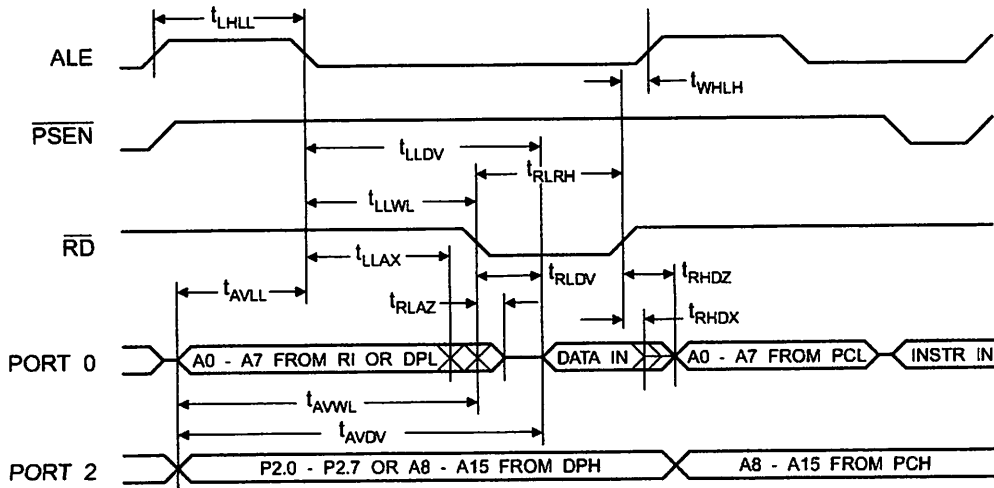 tLHLL
ALE
tWHLH
PSEN
tLLDV
tRLRH
tLLWL
RD
tLLAX
tRLDV
tRHDZ
tAVLL
tRLAZ
tRHDX
PORT 0
A0 - A7 FROM RI OR DPL
DATA IN
A0 - A7 FROM PCL
INSTR IN
tAVWL
tAVDV
PORT 2
P2.0 - P2.7 OR A8 - A15 FROM DPH
A8 - A15 FROM PCH